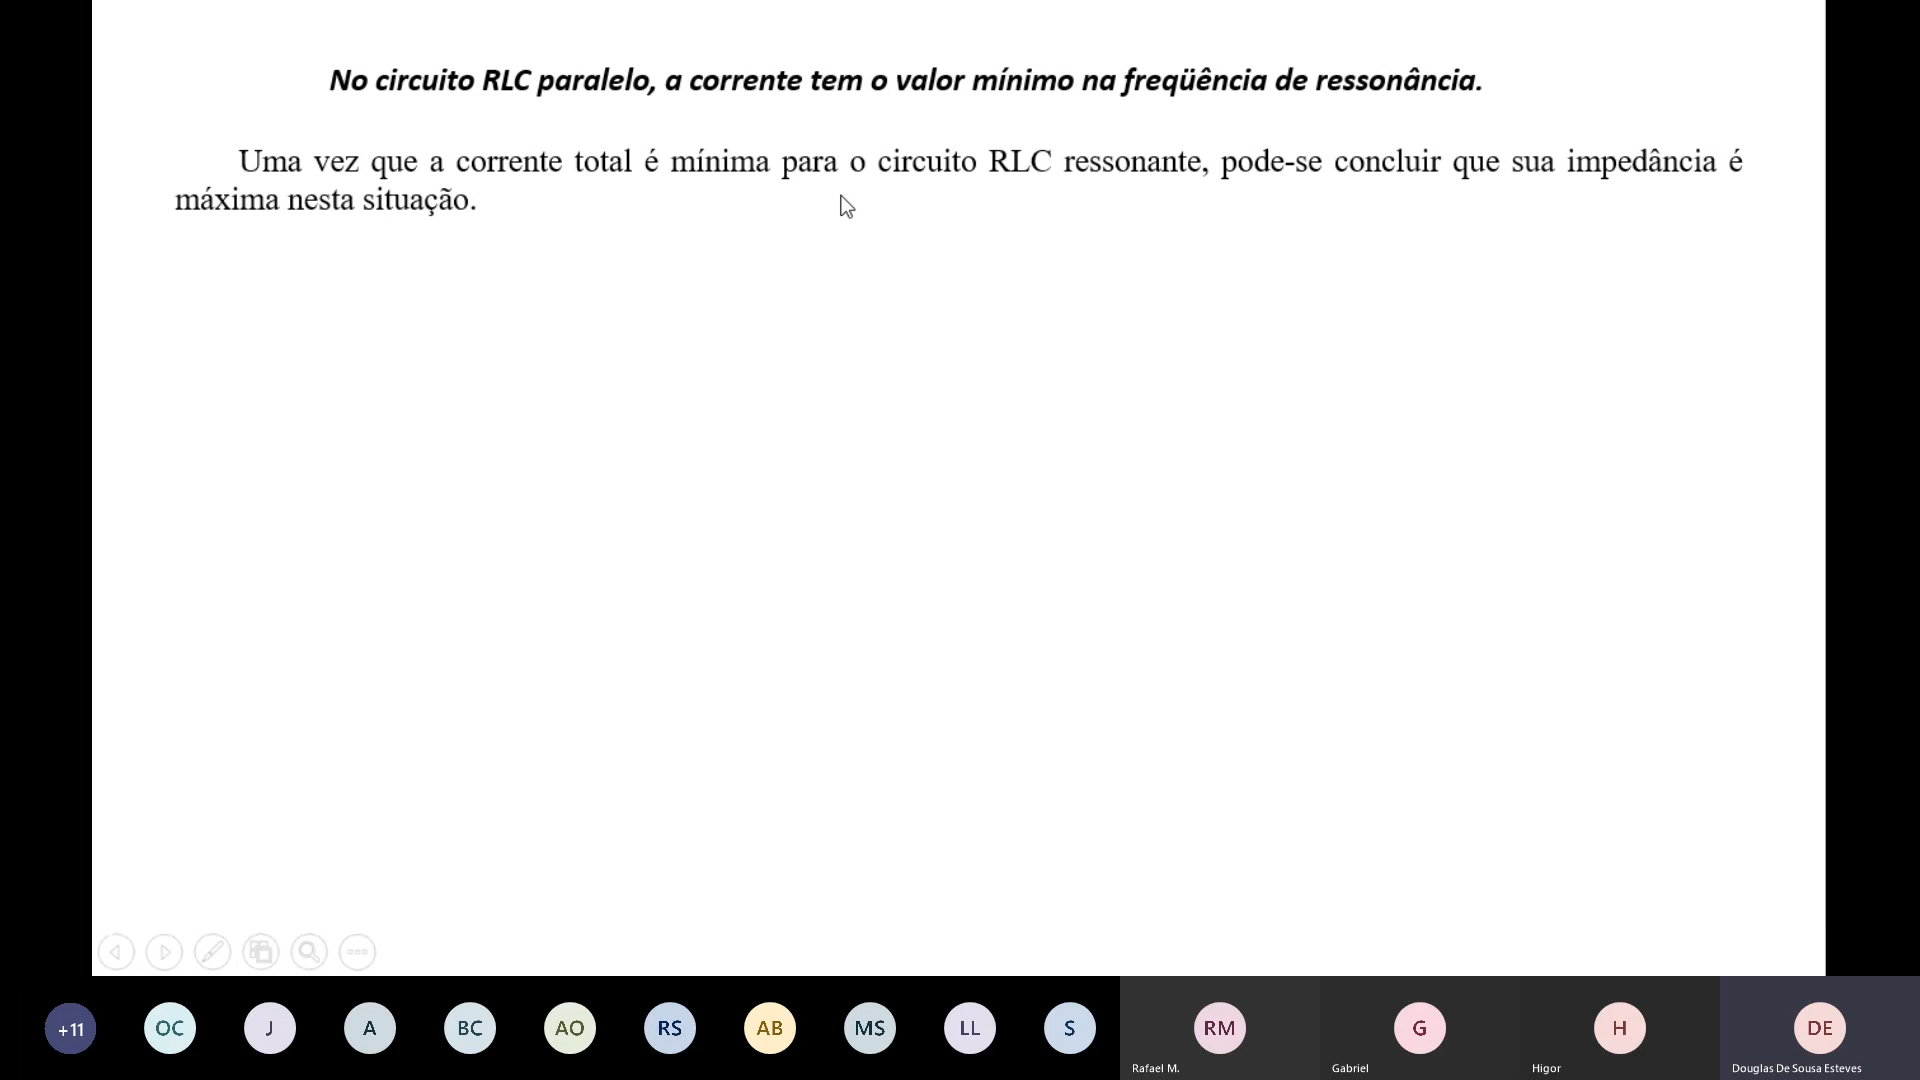 No circuito RLC paralelo, a corrente tem o valor mínimo na freqüência de ressonância.
Uma vez que a corrente total é mínima para o circuito RLC ressonante, pode-se concluir que sua impedância é
máxima nesta situação.
+11
OC
J
A
BC
AO
RS
AB
MS
LL
S
RM
G
H
DE
Rafael M.
Gabriel
Higor
Douglas De Sousa Esteves